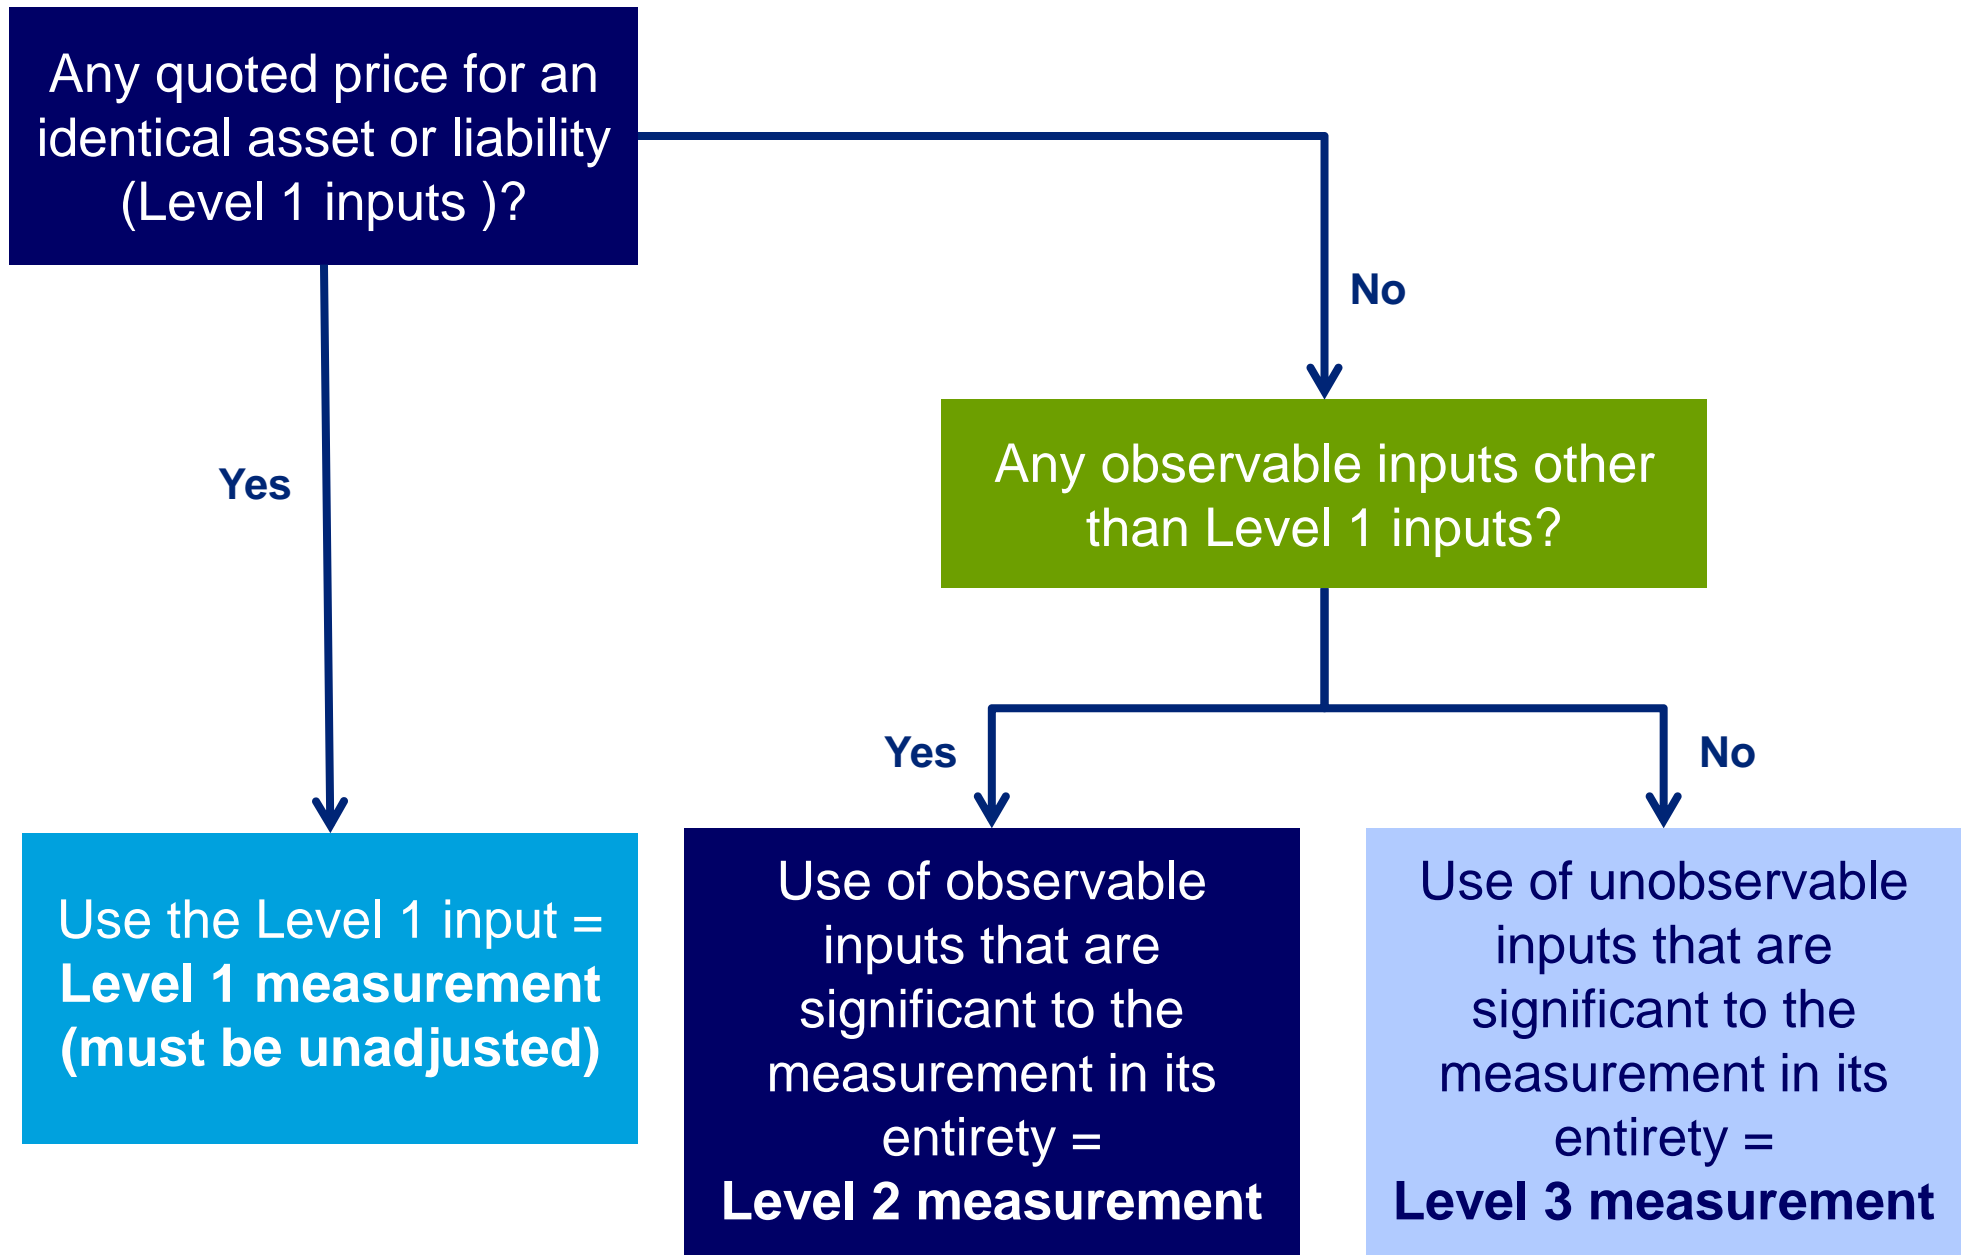 Any quoted price for an
identical asset or liability
(Level 1 inputs )?
No
Yes
Any observable inputs other
than Level 1 inputs?
Yes
No
Use the Level 1 input =
Level 1 measurement
(must be unadjusted)
Use of observable
inputs that are
significant to the
measurement in its
entirety =
Level 2 measurement
Use of unobservable
inputs that are
significant to the
measurement in its
entirety =
Level 3 measurement